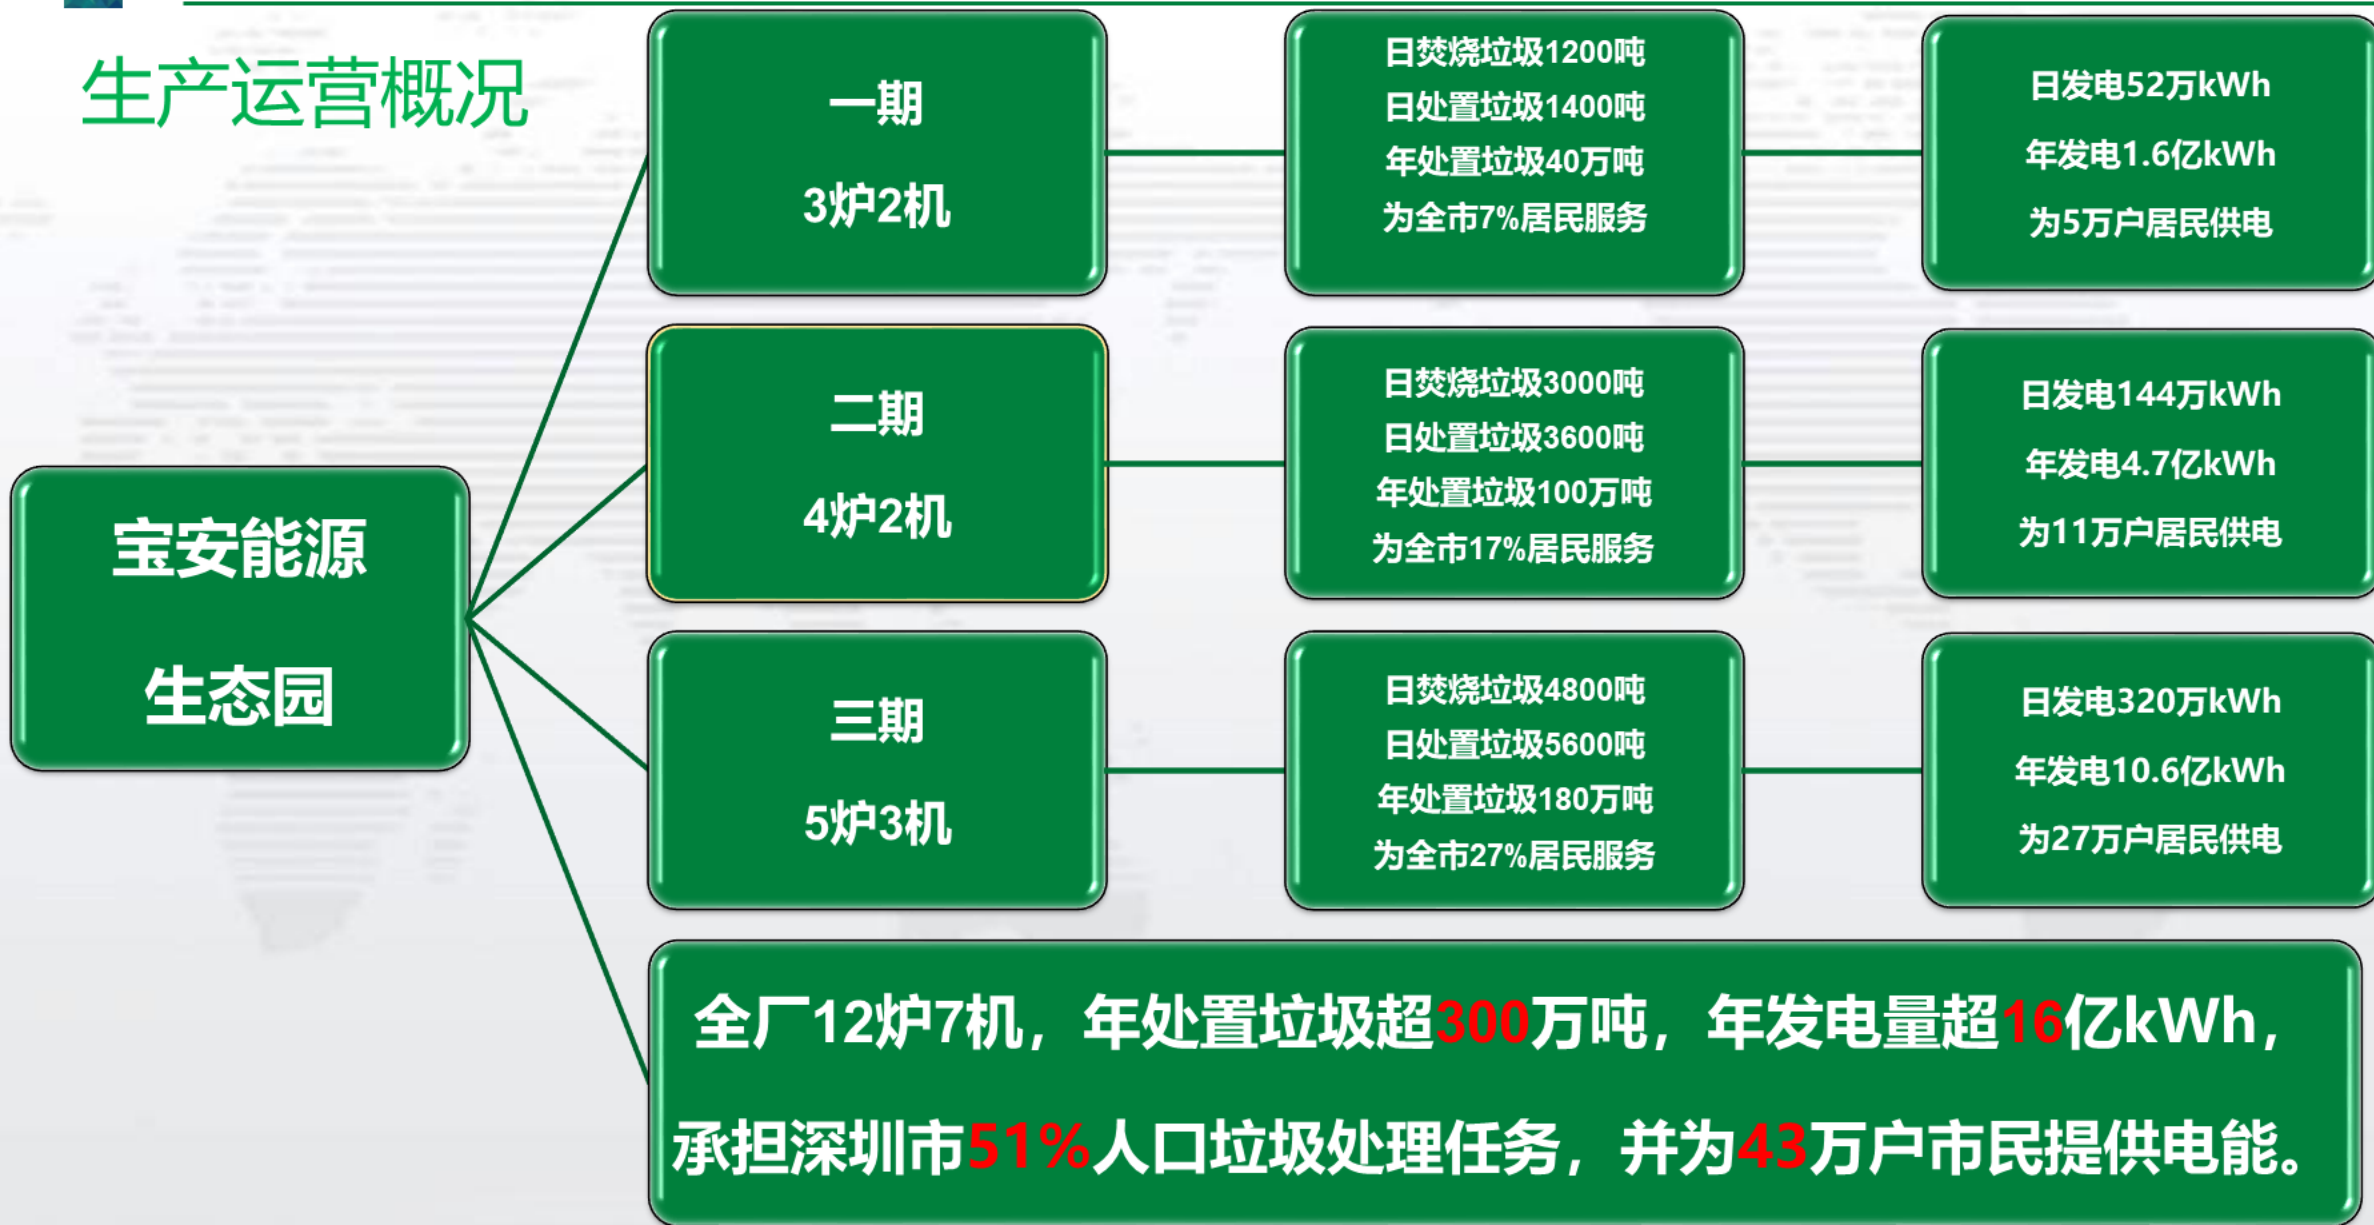 生产运营概况
宝安能源
生态园
一期
3炉2机
日焚烧垃圾1200吨
日处置垃圾1400吨
年处置垃圾40万吨
为全市7%居民服务
日发电52万kWh
年发电1.6亿kWh
为5万户居民供电
二期
4炉2机
日焚烧垃圾3000吨
日处置垃圾3600吨
年处置垃圾100万吨
为全市17%居民服务
日发电144万kWh
年发电4.7亿kWh
为11万户居民供电
三期
5炉3机
日焚烧垃圾4800吨
日处置垃圾5600吨
年处置垃圾180万吨
为全市27%居民服务
日发电320万kWh
年发电10.6亿kWh
为27万户居民供电
全厂12炉7机，年处置垃圾超300万吨，年发电量超16亿kWh，
承担深圳市51%人口垃圾处理任务，并为43万户市民提供电能。